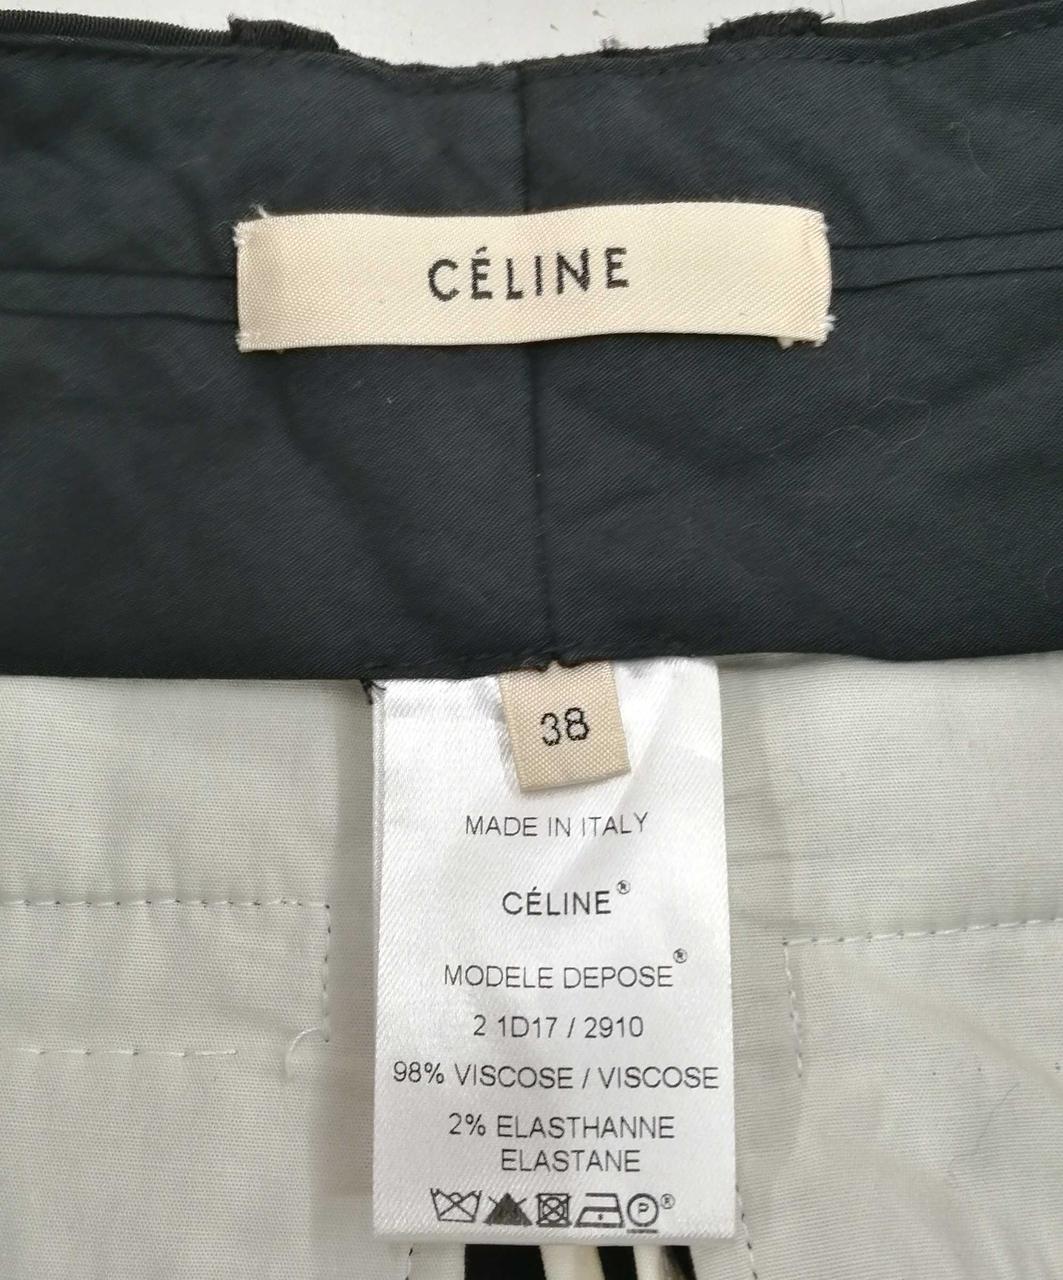 CÉLINE
38
MADE IN ITALY
CÉLINE®
MODELE DEPOSE®
2 1D17 / 2910
98% VISCOSE / VISCOSE
2% ELASTHANNE
ELASTANE
P®